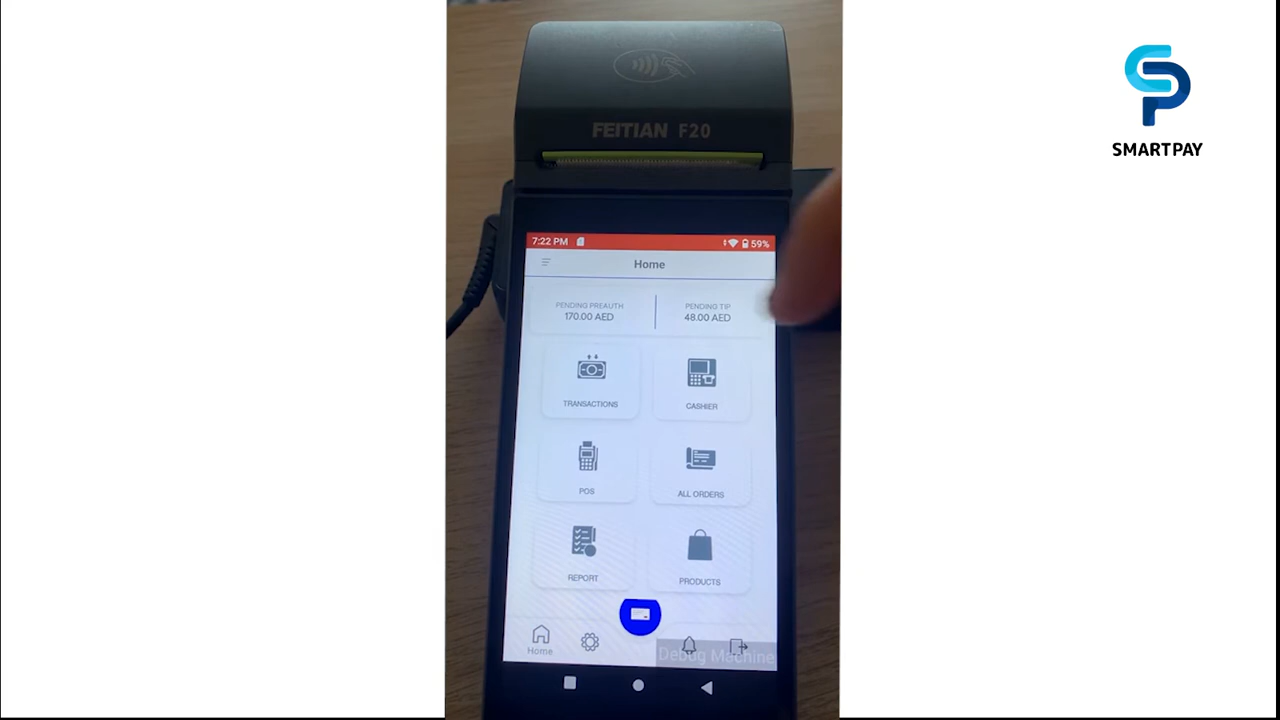 SMARTPAY
FEITIAN F20
7:22 PM 59%
Home
PENDING PREAUTH
170.00 AED
PENDING TIP
48.00 AED
TRANSACTIONS
CASHIER
POS
ALL ORDERS
REPORT
PRODUCTS
Home
Debug Machine